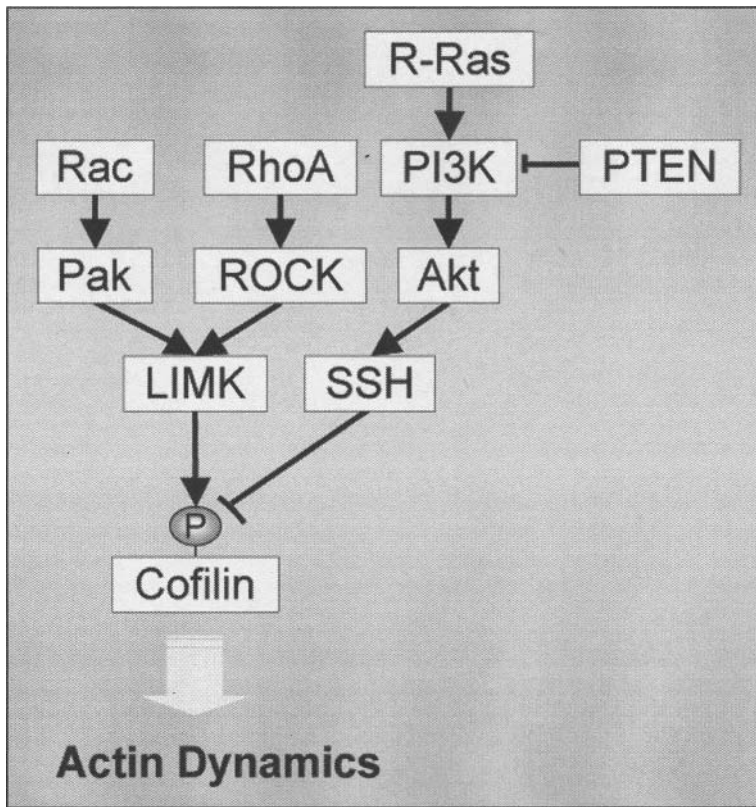 R-Ras
Rac
RhoA
PI3K
PTEN
Pak
ROCK
Akt
LIMK
SSH
P
Cofilin
Actin Dynamics